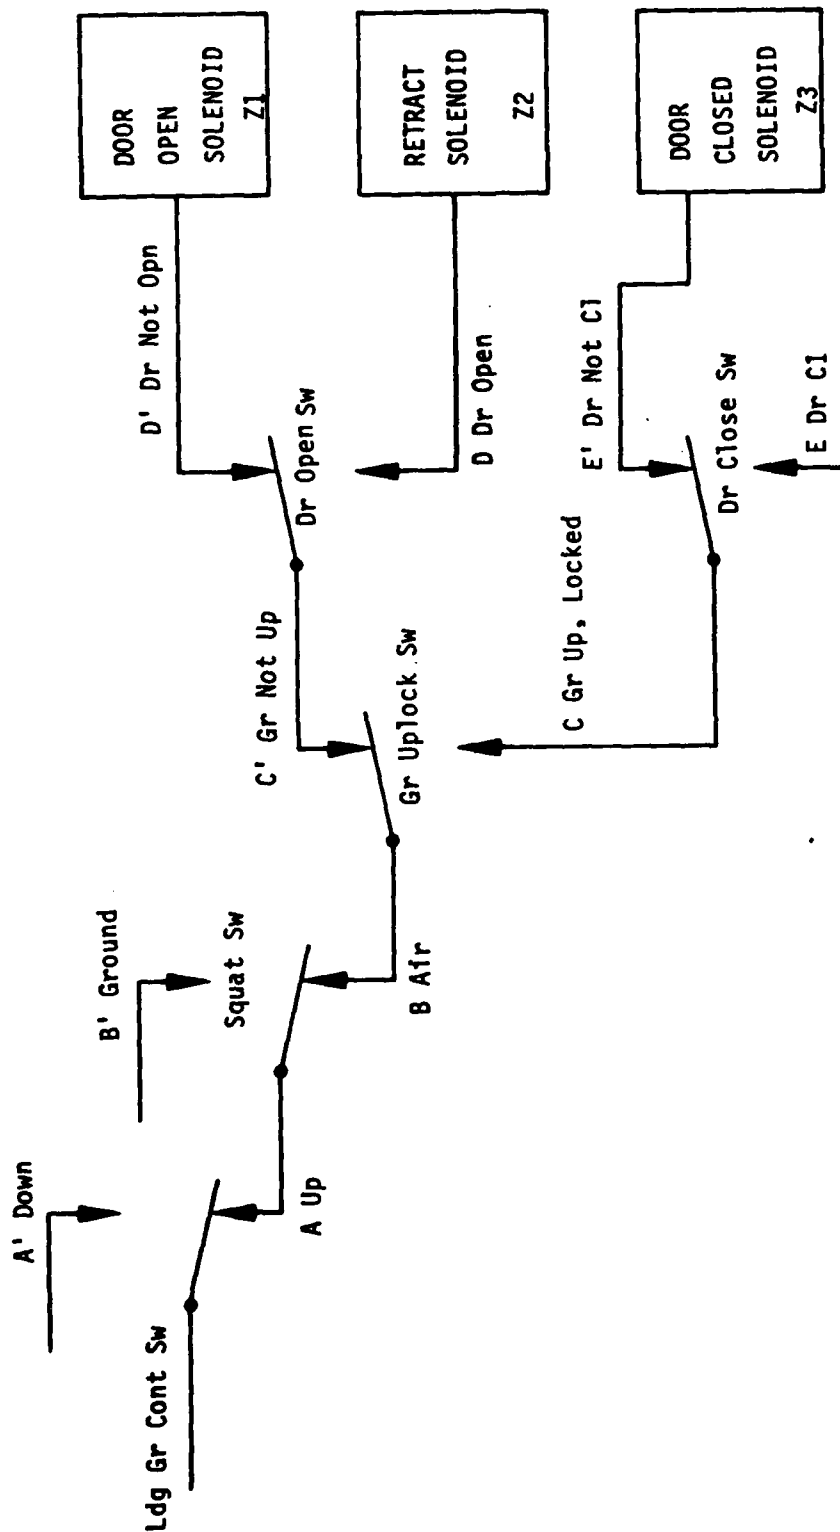 DOOR
OPEN
SOLENOID
Z1
RETRACT
SOLENOID
Z2
DOOR
CLOSED
SOLENOID
Z3
D' Dr Not Opn
Dr Open Sw
D Dr Open
E' Dr Not Cl
Dr Close Sw
E Dr Cl
C' Gr Not Up
Gr Uplock Sw
C Gr Up, Locked
B' Ground
Squat Sw
B Air
A' Down
A Up
Ldg Gr Cont Sw